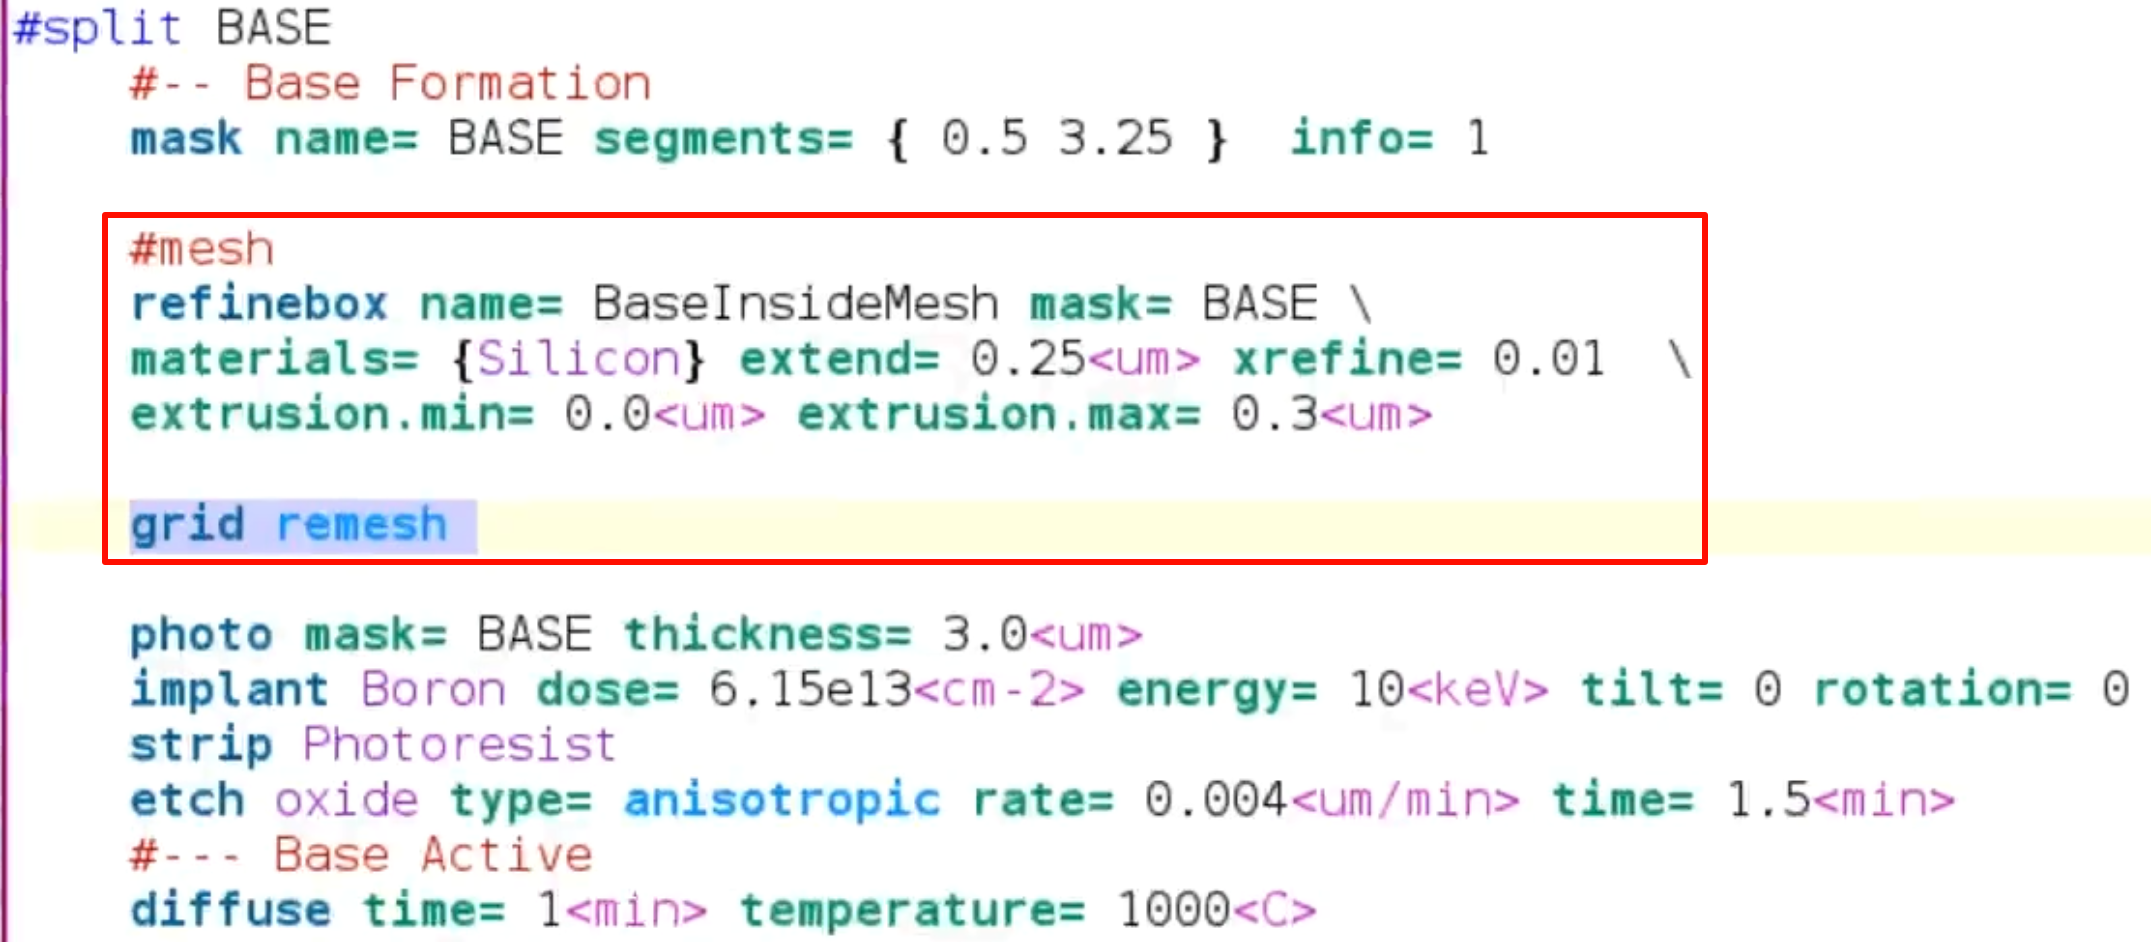 #split BASE
#-- Base Formation
mask name= BASE segments= { 0.5 3.25 } info= 1
#mesh
refinebox name= BaseInsideMesh mask= BASE \
materials= {Silicon} extend= 0.25<um> xrefine= 0.01 \
extrusion.min= 0.0<um> extrusion.max= 0.3<um>
grid remesh
photo mask= BASE thickness= 3.0<um>
implant Boron dose= 6.15e13<cm-2> energy= 10<keV> tilt= 0 rotation= 0
strip Photoresist
etch oxide type= anisotropic rate= 0.004<um/min> time= 1.5<min>
#--- Base Active
diffuse time= 1<min> temperature= 1000<C>